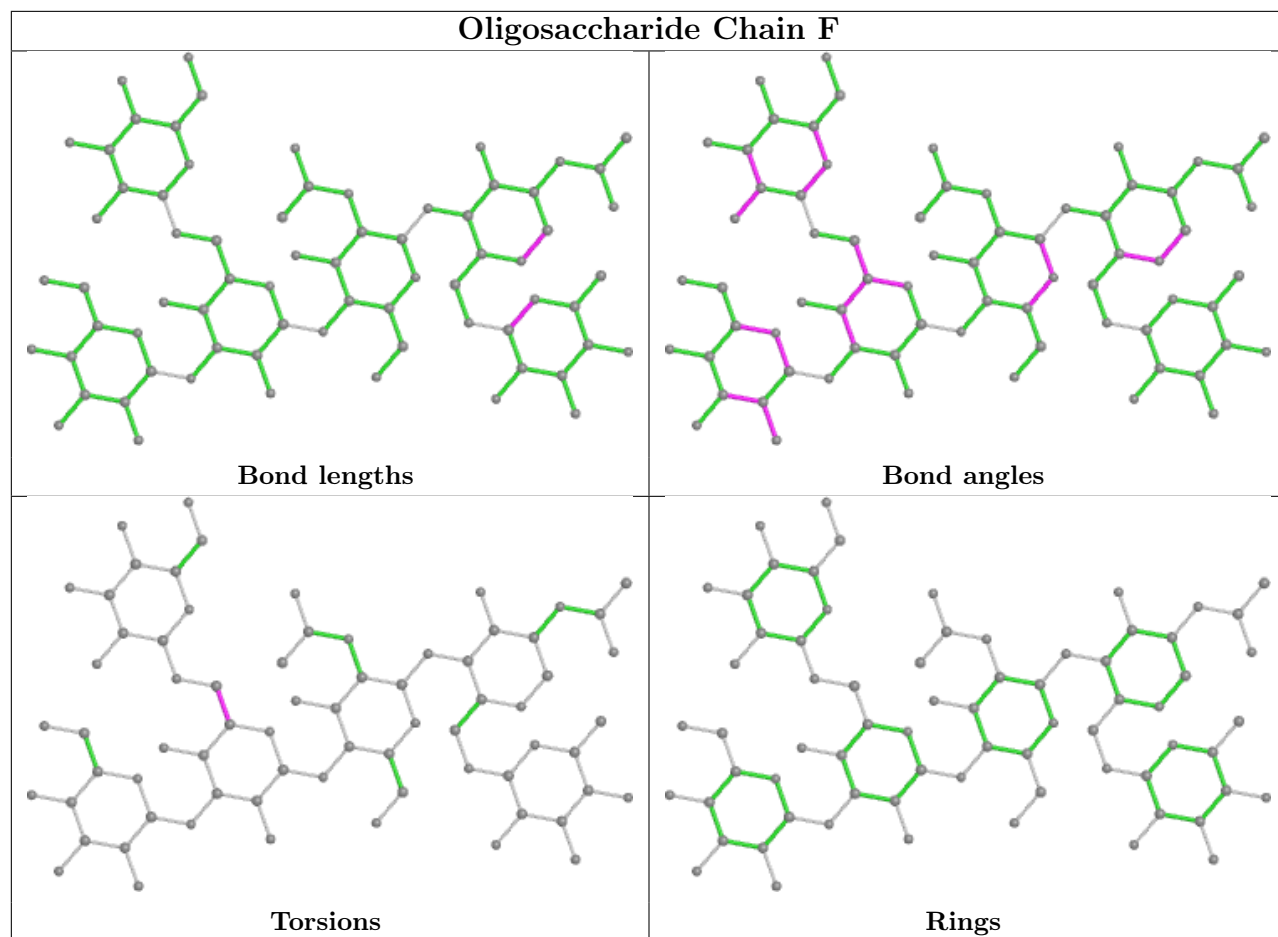 Oligosaccharide Chain F
Bond lengths
Bond angles
Torsions
Rings